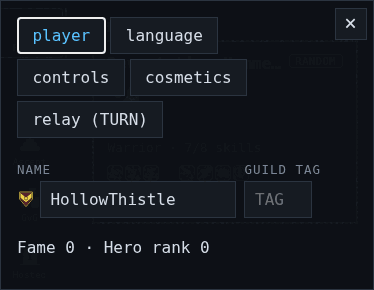 player language
×
controls cosmetics
relay (TURN)
NAME GUILD TAG
HollowThistle TAG
Fame 0 · Hero rank 0